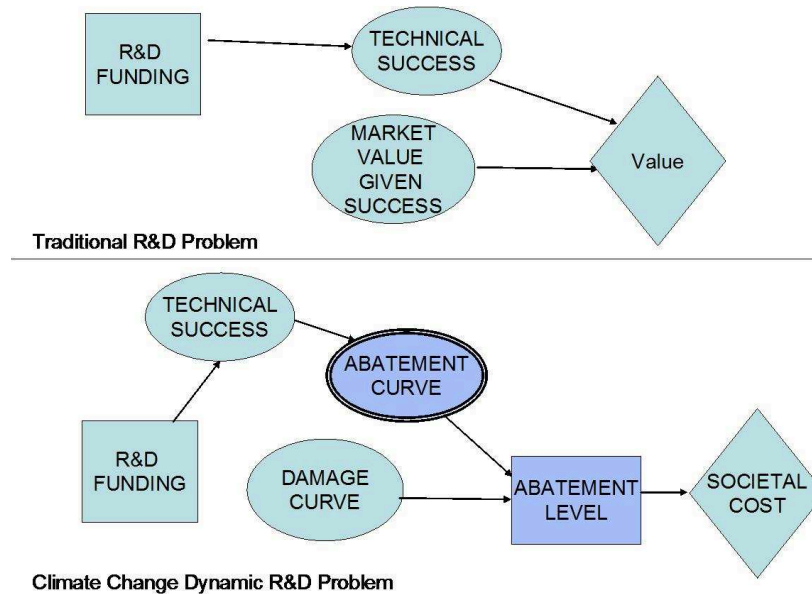 R&D
FUNDING
TECHNICAL
SUCCESS
MARKET
VALUE
GIVEN
SUCCESS
Value
Traditional R&D Problem
TECHNICAL
SUCCESS
ABATEMENT
CURVE
R&D
FUNDING
DAMAGE
CURVE
ABATEMENT
LEVEL
SOCIETAL
COST
Climate Change Dynamic R&D Problem